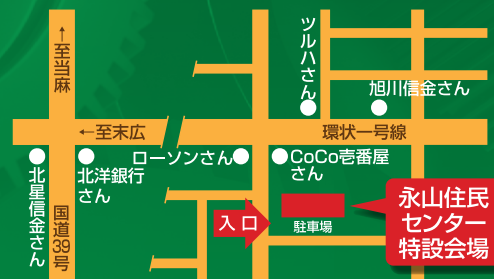 ↑至当麻
ツルハさん
旭川信金さん
←至末広
環状一号線
ローソンさん
CoCo壱番屋
さん
北星信金さん
北洋銀行
さん
国道39号
入口
駐車場
永山住民
センター
特設会場